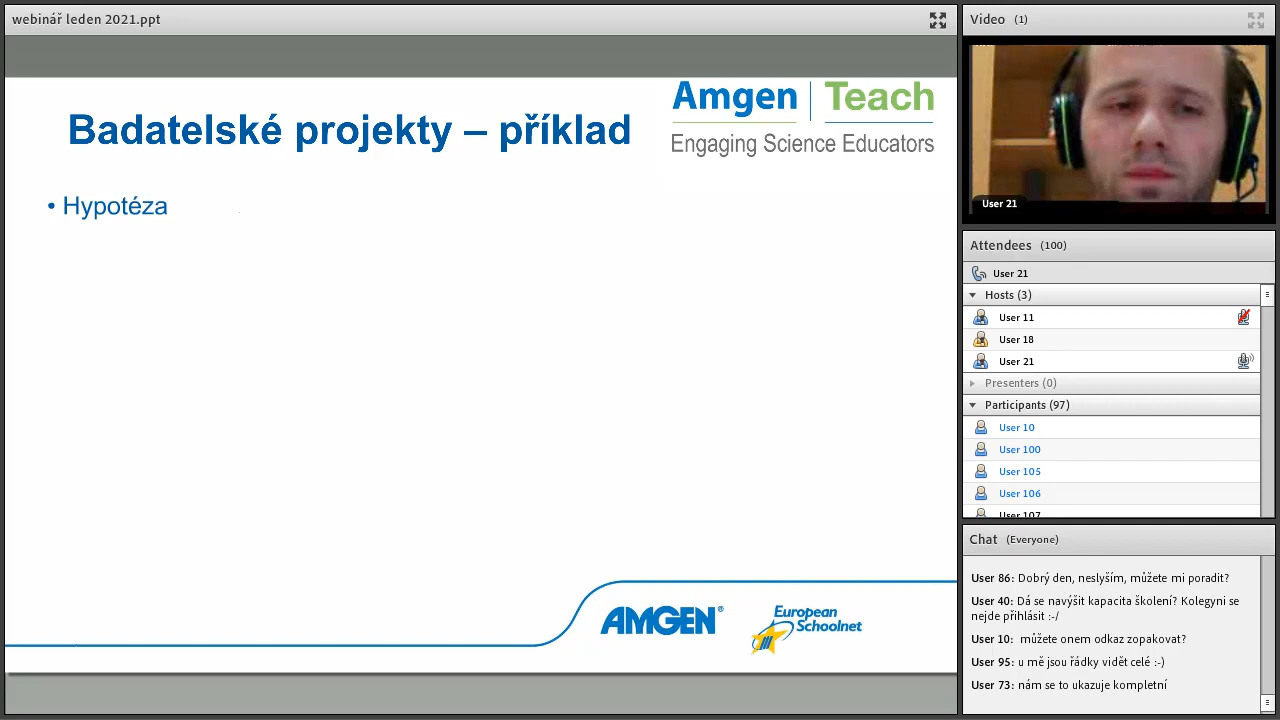 webinář leden 2021.ppt
Badatelské projekty – příklad
Amgen Teach
Engaging Science Educators
• Hypotéza
AMGEN®
European
Schoolnet
Video (1)
User 21
Attendees (100)
User 21
Hosts (3)
User 11
User 18
User 21
Presenters (0)
Participants (97)
User 10
User 100
User 105
User 106
User 107
Chat (Everyone)
User 86: Dobrý den, neslyším, můžete mi poradit?
User 40: Dá se navýšit kapacita školení? Kolegyni se
nejde přihlásit :-/
User 10: můžete onem odkaz zopakovat?
User 95: u mě jsou řádky vidět celé :-)
User 73: nám se to ukazuje kompletní